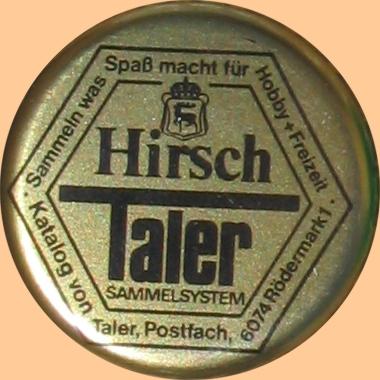 Sammeln was
Spaß macht für
Hobby + Freizeit
Hirsch
Taler
SAMMELSYSTEM
Katalog von
Taler, Postfach,
6074 Rödermark 1.